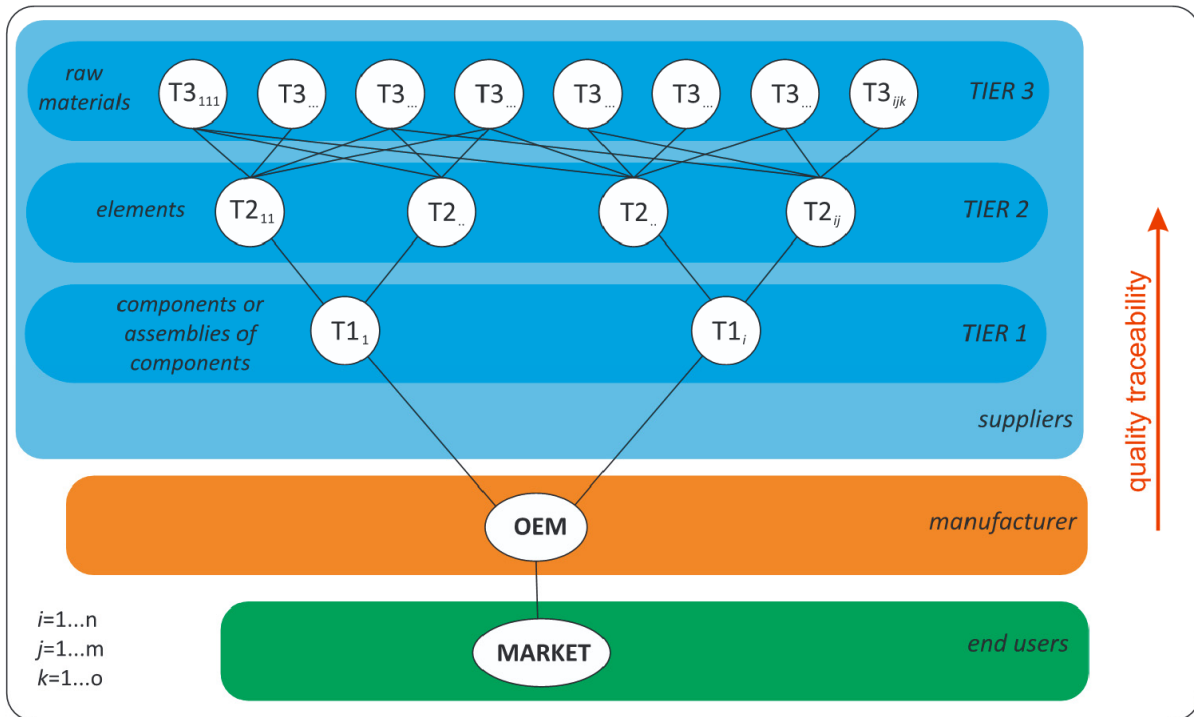 raw
materials
T3111 T3... T3... T3... T3... T3... T3... T3ijk
TIER 3
elements
T211 T2.. T2.. T2ij
TIER 2
components or
assemblies of
components
T11 T1i
TIER 1
suppliers
quality traceability
OEM
manufacturer
i=1...n
j=1...m
k=1...o
MARKET
end users